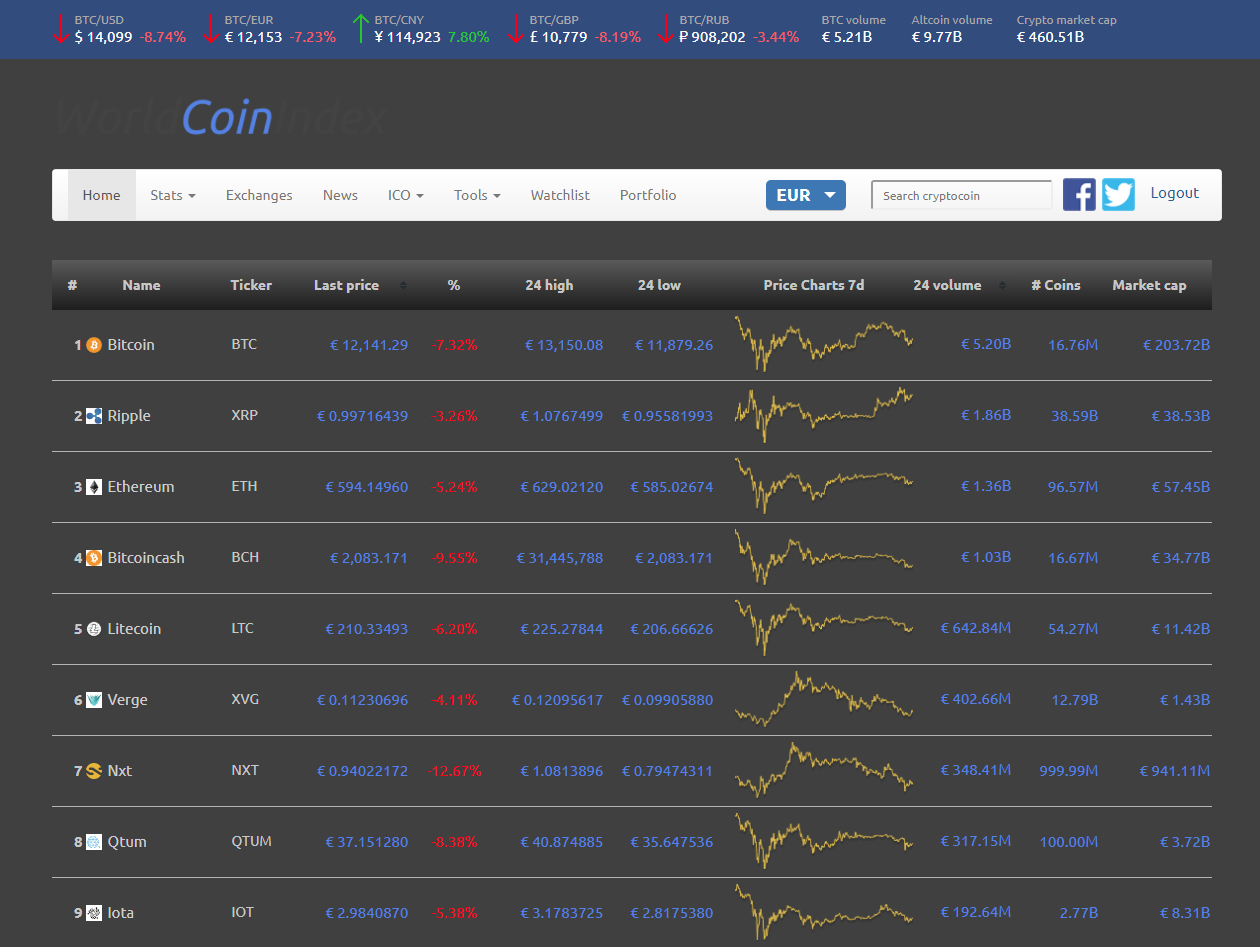 BTC/USD BTC/EUR BTC/CNY BTC/GBP BTC/RUB BTC volume Altcoin volume Crypto market cap
$ 14,099 -8.74% € 12,153 -7.23% ¥ 114,923 7.80% £ 10,779 -8.19% ₽ 908,202 -3.44% € 5.21B € 9.77B € 460.51B
WorldCoinIndex
Home Stats Exchanges News ICO Tools Watchlist Portfolio EUR Search cryptocoin Logout
# Name Ticker Last price % 24 high 24 low Price Charts 7d 24 volume # Coins Market cap
1 Bitcoin BTC € 12,141.29 -7.32% € 13,150.08 € 11,879.26 € 5.20B 16.76M € 203.72B
2 Ripple XRP € 0.99716439 -3.26% € 1.0767499 € 0.95581993 € 1.86B 38.59B € 38.53B
3 Ethereum ETH € 594.14960 -5.24% € 629.02120 € 585.02674 € 1.36B 96.57M € 57.45B
4 Bitcoincash BCH € 2,083.171 -9.55% € 31,445,788 € 2,083.171 € 1.03B 16.67M € 34.77B
5 Litecoin LTC € 210.33493 -6.20% € 225.27844 € 206.66626 € 642.84M 54.27M € 11.42B
6 Verge XVG € 0.11230696 -4.11% € 0.12095617 € 0.09905880 € 402.66M 12.79B € 1.43B
7 Nxt NXT € 0.94022172 -12.67% € 1.0813896 € 0.79474311 € 348.41M 999.99M € 941.11M
8 Qtum QTUM € 37.151280 -8.38% € 40.874885 € 35.647536 € 317.15M 100.00M € 3.72B
9 Iota IOT € 2.9840870 -5.38% € 3.1783725 € 2.8175380 € 192.64M 2.77B € 8.31B